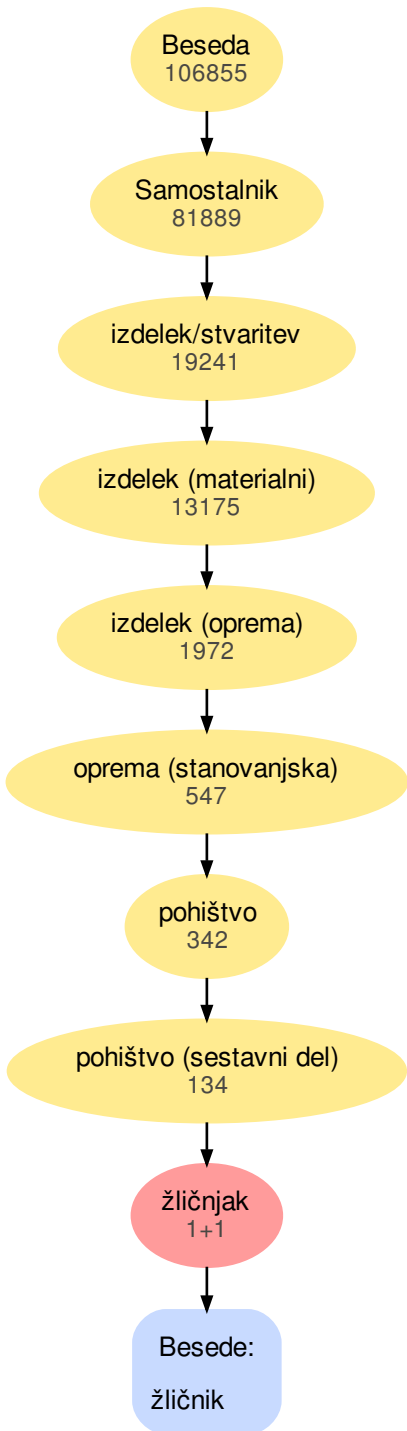 Beseda
106855
Samostalnik
81889
izdelek/stvaritev
19241
izdelek (materialni)
13175
izdelek (oprema)
1972
oprema (stanovanjska)
547
pohištvo
342
pohištvo (sestavni del)
134
žličnjak
1+1
Besede:
žličnik